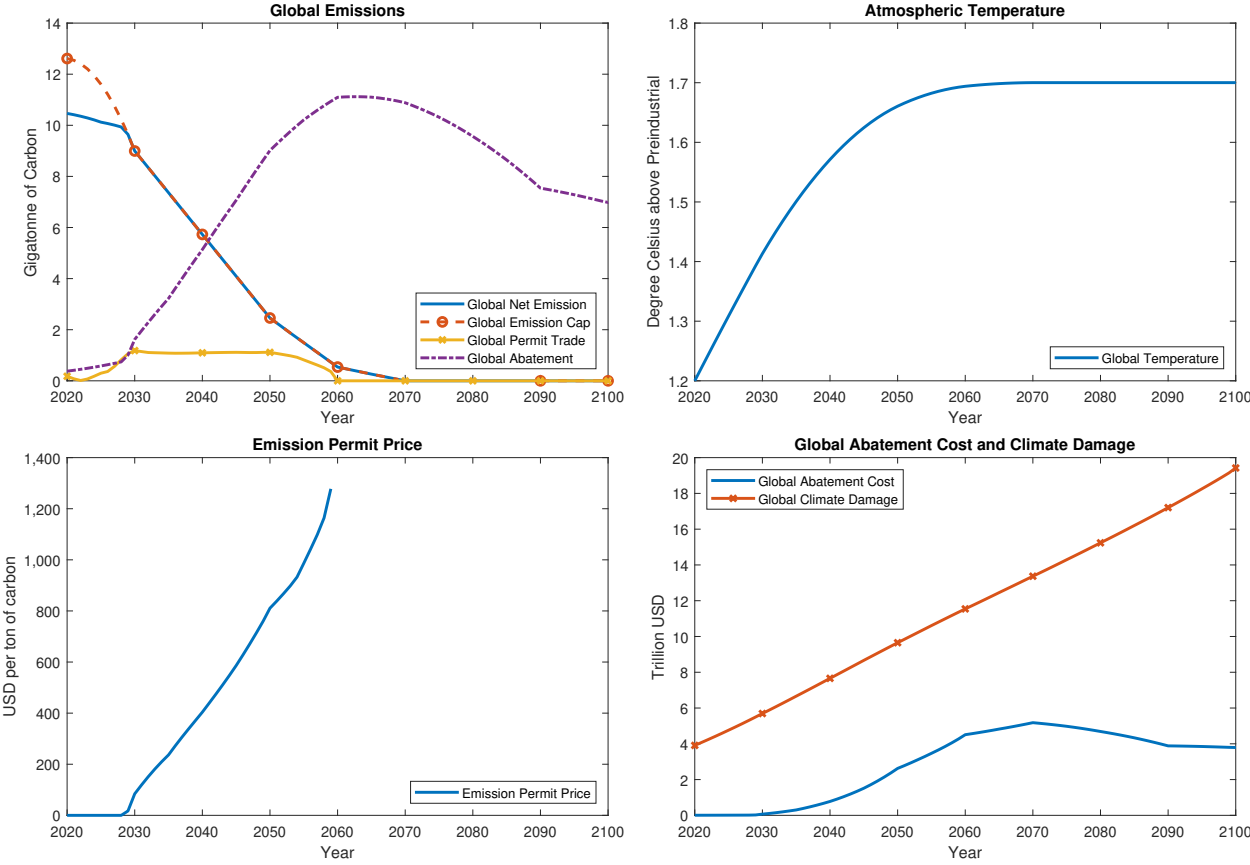 Global Emissions
14
12
10
8
6
4
2
0
Gigatonne of Carbon
Global Net Emission
Global Emission Cap
Global Permit Trade
Global Abatement
2020 2030 2040 2050 2060 2070 2080 2090 2100
Year
Atmospheric Temperature
1.8
1.7
1.6
1.5
1.4
1.3
1.2
Degree Celsius above Preindustrial
Global Temperature
2020 2030 2040 2050 2060 2070 2080 2090 2100
Year
Emission Permit Price
1,400
1,200
1,000
800
600
400
200
0
USD per ton of carbon
Emission Permit Price
2020 2030 2040 2050 2060 2070 2080 2090 2100
Year
Global Abatement Cost and Climate Damage
20
18
16
14
12
10
8
6
4
2
0
Trillion USD
Global Abatement Cost
Global Climate Damage
2020 2030 2040 2050 2060 2070 2080 2090 2100
Year